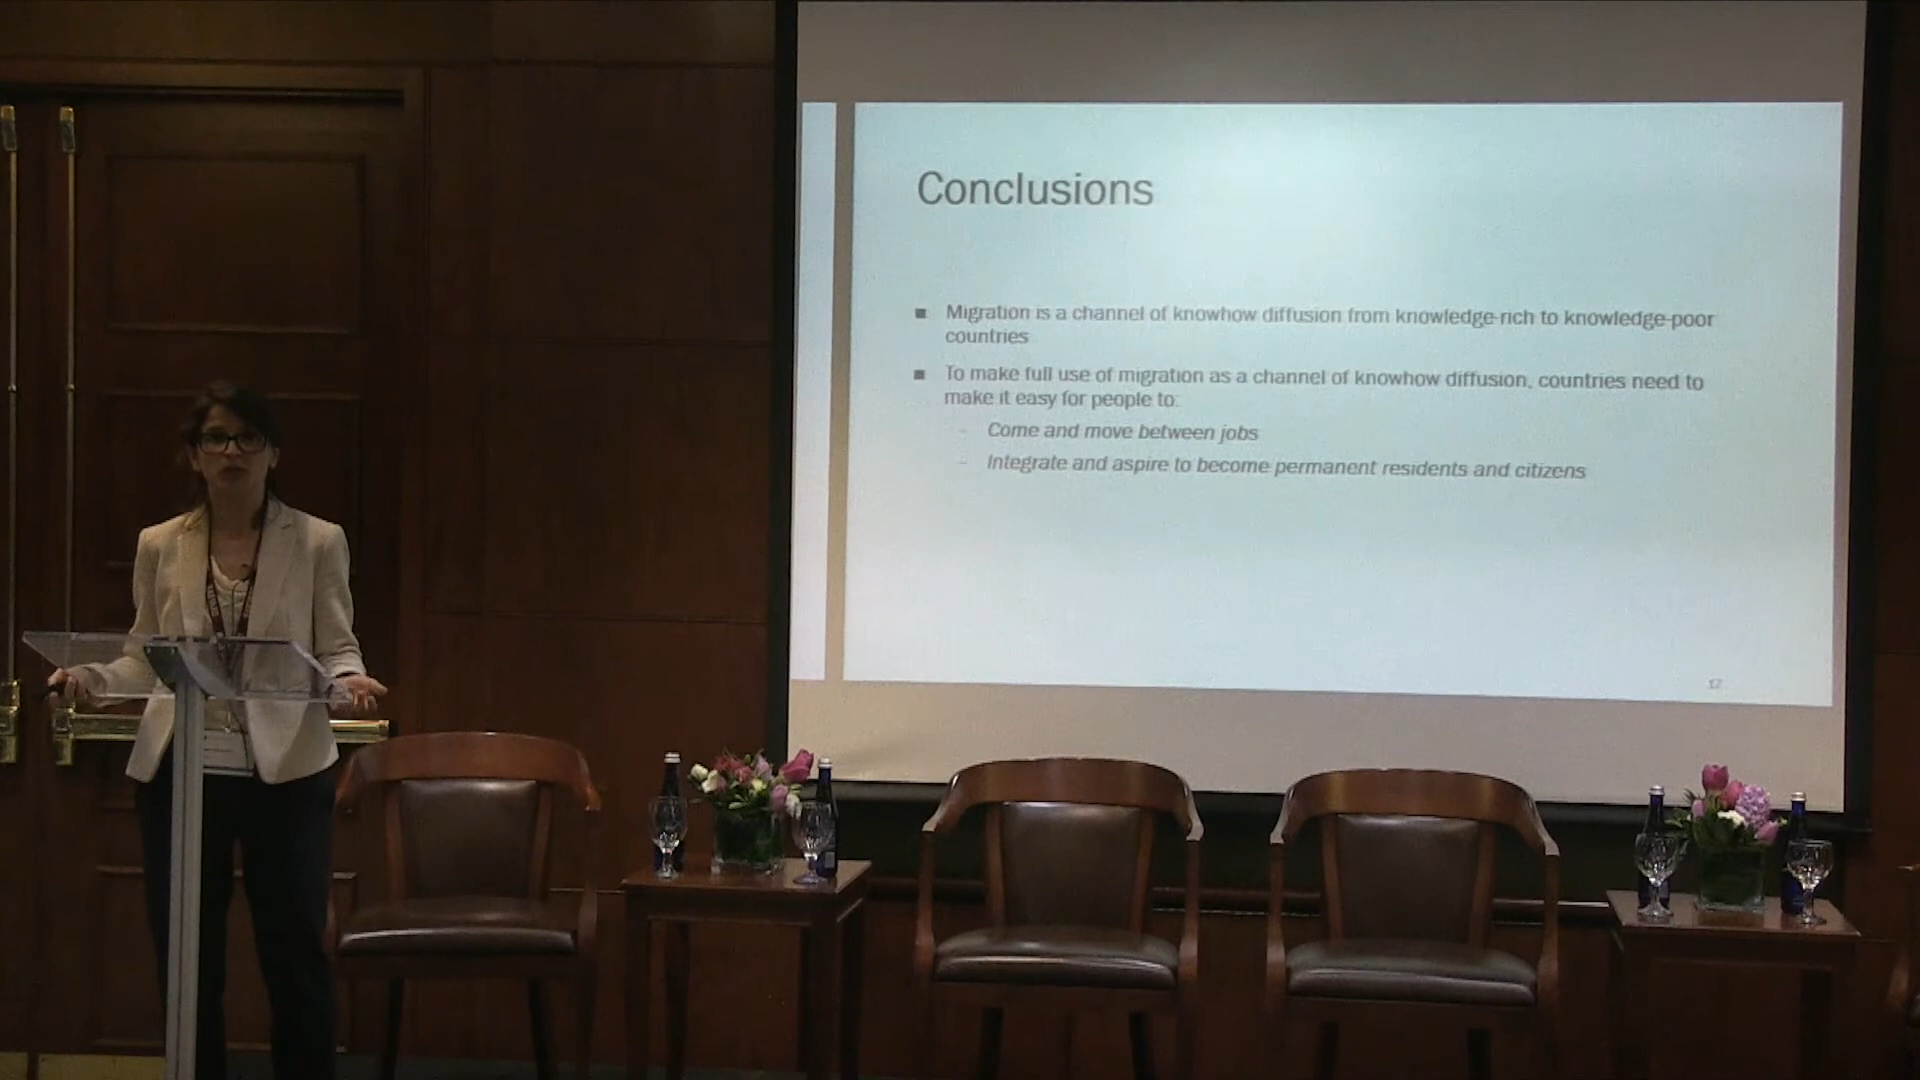 Conclusions
■ Migration is a channel of knowhow diffusion from knowledge-rich to knowledge-poor
countries
■ To make full use of migration as a channel of knowhow diffusion, countries need to
make it easy for people to:
– Come and move between jobs
– Integrate and aspire to become permanent residents and citizens
17